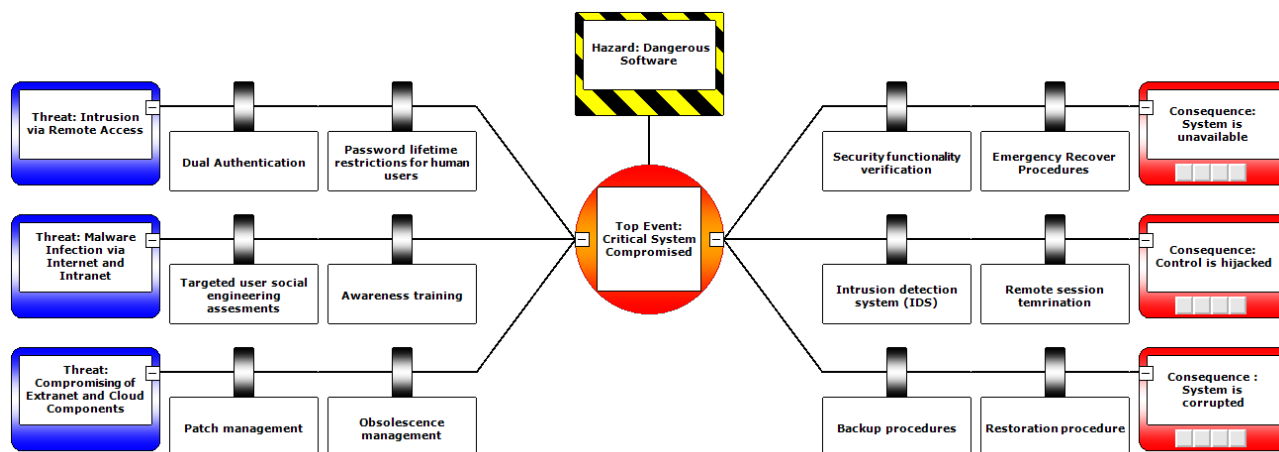 Hazard: Dangerous
Software
Threat: Intrusion
via Remote Access
Dual Authentication
Password lifetime
restrictions for human
users
Security functionality
verification
Emergency Recover
Procedures
Consequence:
System is
unavailable
Threat: Malware
Infection via
Internet and
Intranet
Targeted user social
engineering
assesments
Awareness training
Top Event:
Critical System
Compromised
Intrusion detection
system (IDS)
Remote session
temrination
Consequence:
Control is hijacked
Threat:
Compromising of
Extranet and Cloud
Components
Patch management
Obsolescence
management
Backup procedures
Restoration procedure
Consequence :
System is
corrupted